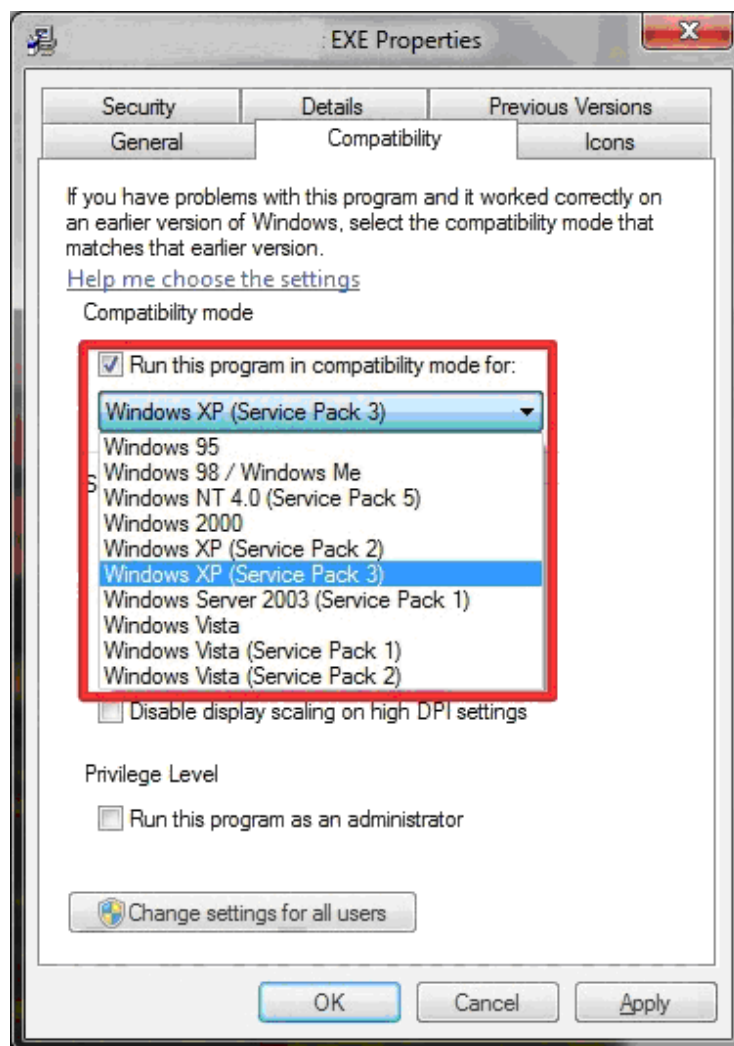 : EXE Properties
X
Security Details Previous Versions
General Compatibility Icons
If you have problems with this program and it worked correctly on
an earlier version of Windows, select the compatibility mode that
matches that earlier version.
Help me choose the settings
Compatibility mode
Run this program in compatibility mode for:
Windows XP (Service Pack 3)
Windows 95
Windows 98 / Windows Me
S
Windows NT 4.0 (Service Pack 5)
Windows 2000
Windows XP (Service Pack 2)
Windows XP (Service Pack 3)
Windows Server 2003 (Service Pack 1)
Windows Vista
Windows Vista (Service Pack 1)
Windows Vista (Service Pack 2)
Disable display scaling on high DPI settings
Privilege Level
Run this program as an administrator
Change settings for all users
OK Cancel Apply